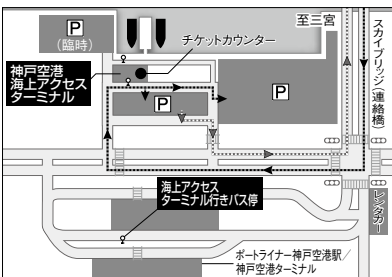 P
(臨時)
至三宮
チケットカウンター
神戸空港
海上アクセス
ターミナル
P
P
スカイブリッジ(連絡橋)
海上アクセス
ターミナル行きバス停
レンタカー
ポートライナー神戸空港駅/
神戸空港ターミナル